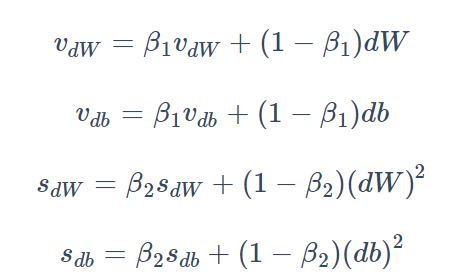 v_{dW} = β_1 v_{dW} + (1 − β_1)dW
v_{db} = β_1 v_{db} + (1 − β_1)db
s_{dW} = β_2 s_{dW} + (1 − β_2)(dW)^2
s_{db} = β_2 s_{db} + (1 − β_2)(db)^2